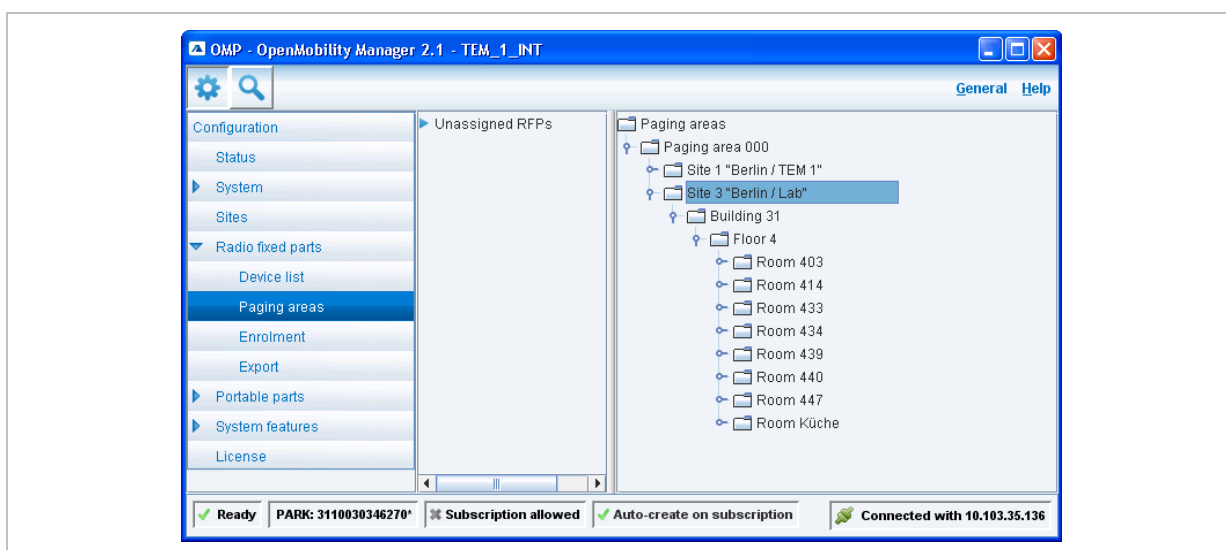 OMP - OpenMobility Manager 2.1 - TEM_1_INT
General Help
Configuration
Status
System
Sites
Radio fixed parts
Device list
Paging areas
Enrolment
Export
Portable parts
System features
License
Unassigned RFPs
Paging areas
Paging area 000
Site 1 "Berlin / TEM 1"
Site 3 "Berlin / Lab"
Building 31
Floor 4
Room 403
Room 414
Room 433
Room 434
Room 439
Room 440
Room 447
Room Küche
Ready PARK: 3110030346270* Subscription allowed Auto-create on subscription Connected with 10.103.35.136